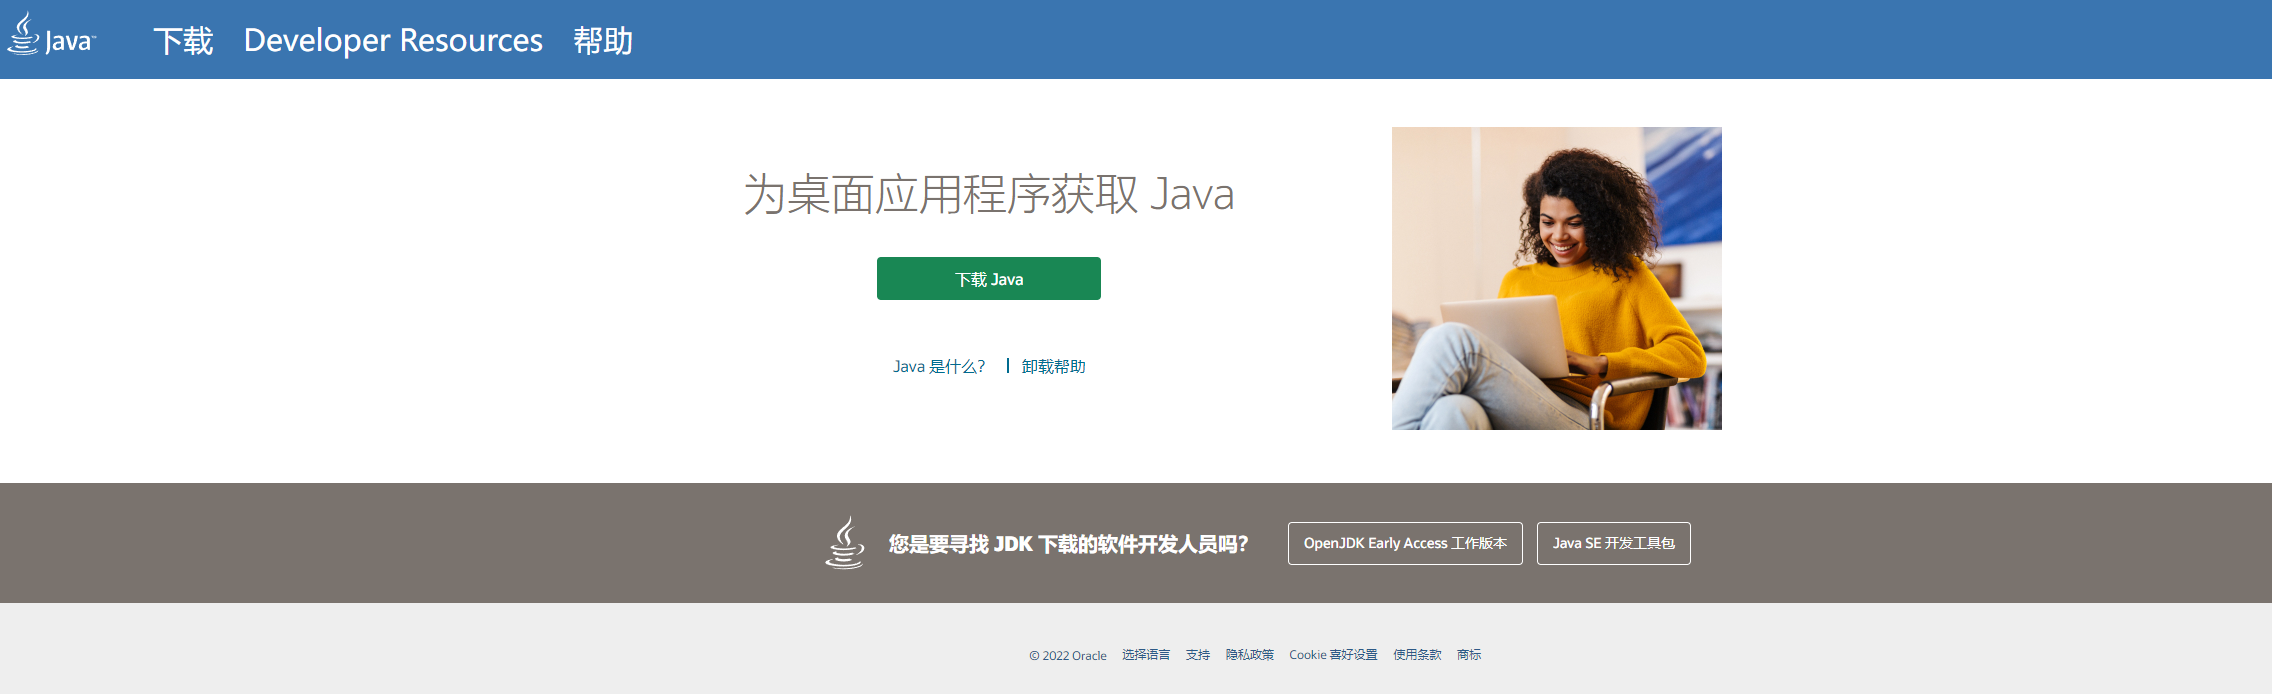 Java™ 下载 Developer Resources 帮助
为桌面应用程序获取 Java
下载 Java
Java 是什么? | 卸载帮助
您是要寻找 JDK 下载的软件开发人员吗? OpenJDK Early Access 工作版本 Java SE 开发工具包
© 2022 Oracle 选择语言 支持 隐私政策 Cookie 喜好设置 使用条款 商标